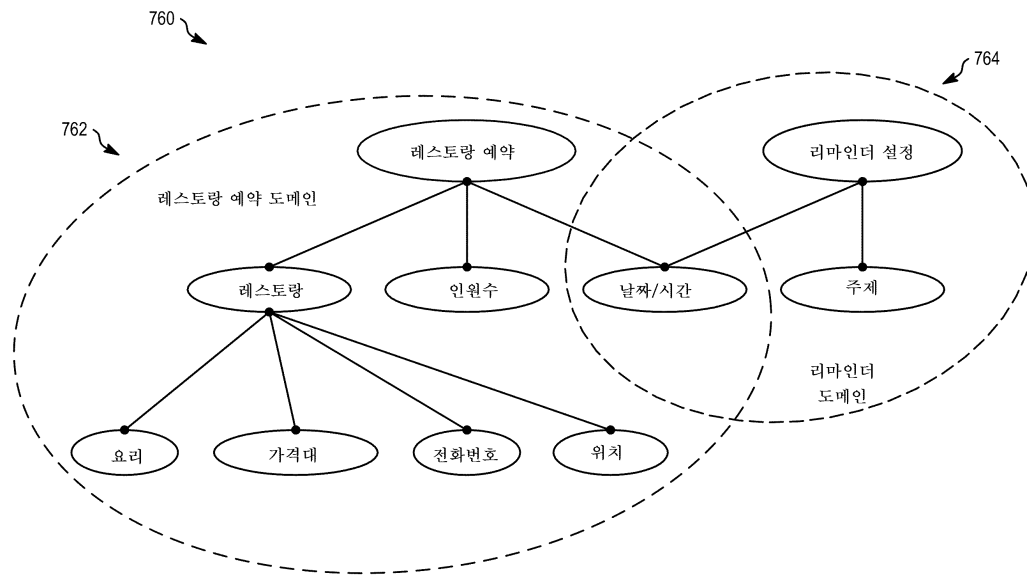 760
764
762
레스토랑 예약
리마인더 설정
레스토랑 예약 도메인
레스토랑
인원수
날짜/시간
주제
리마인더
도메인
요리
가격대
전화번호
위치